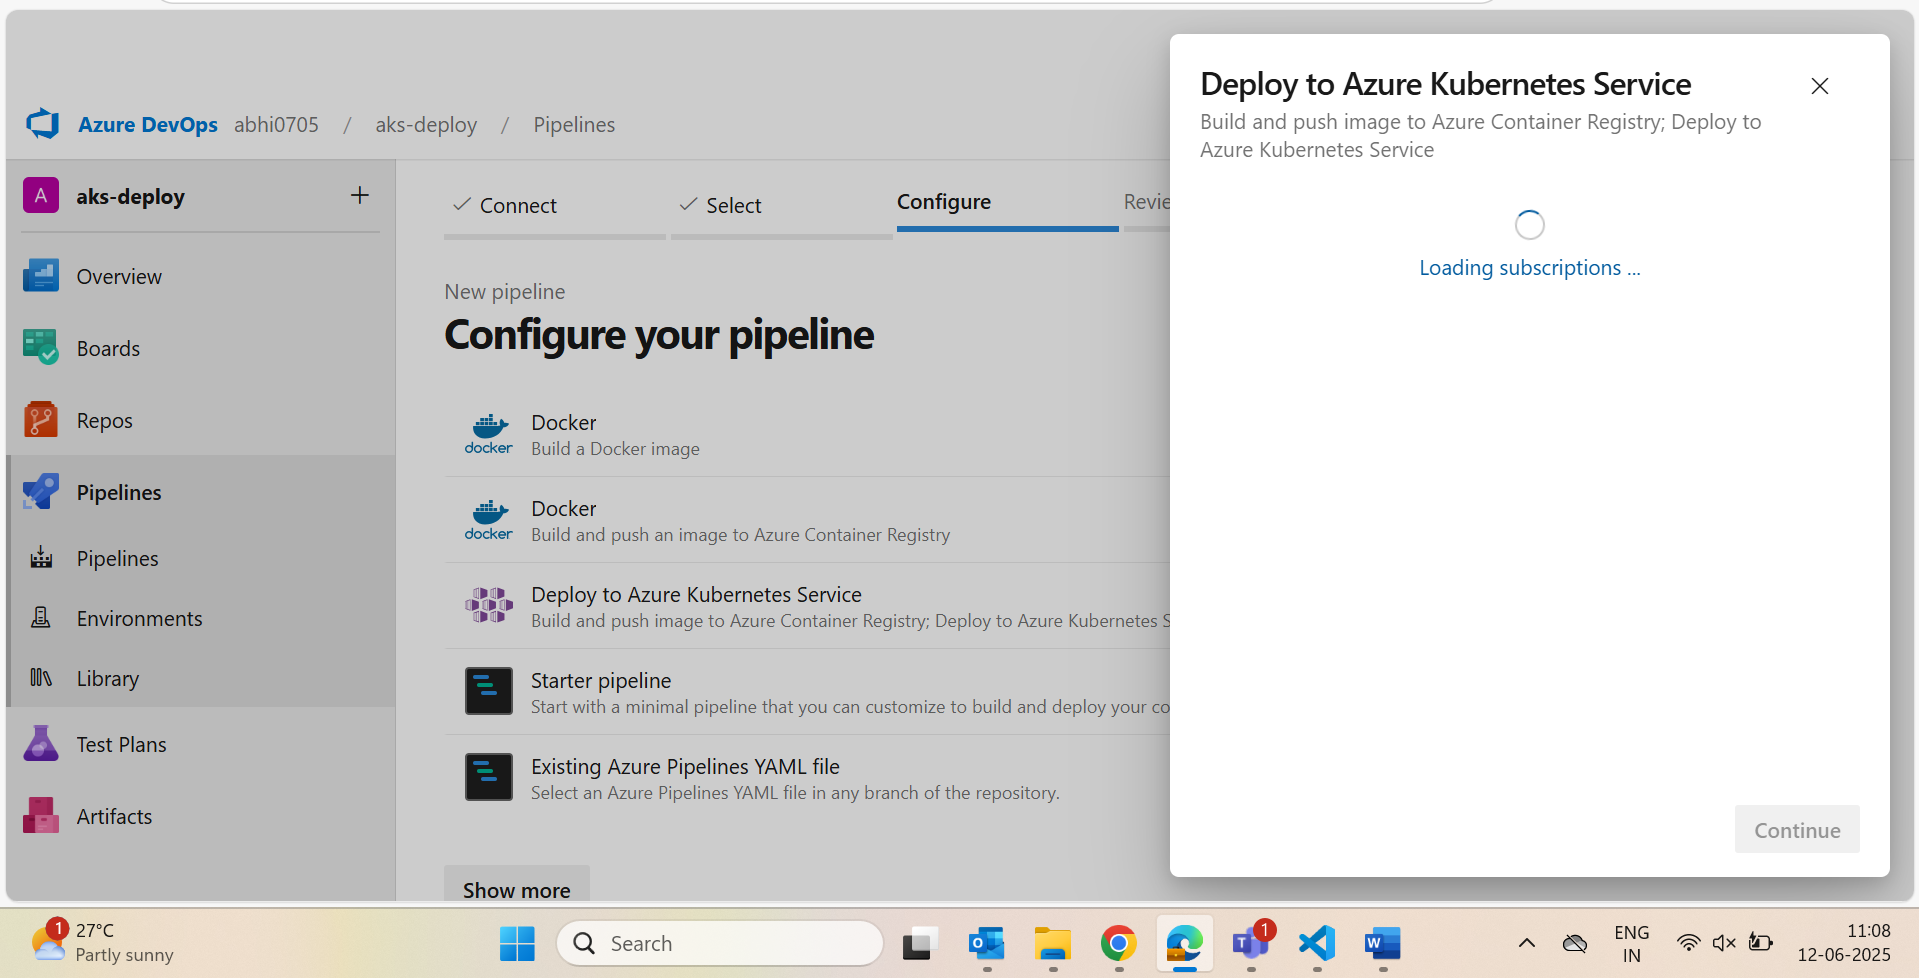 Azure DevOps abhi0705 / aks-deploy / Pipelines
A aks-deploy
Overview
Boards
Repos
Pipelines
Pipelines
Environments
Library
Test Plans
Artifacts
Connect
Select
Configure
Revie
New pipeline
Configure your pipeline
docker
Docker
Build a Docker image
docker
Docker
Build and push an image to Azure Container Registry
Deploy to Azure Kubernetes Service
Build and push image to Azure Container Registry; Deploy to Azure Kubernetes S
Starter pipeline
Start with a minimal pipeline that you can customize to build and deploy your co
Existing Azure Pipelines YAML file
Select an Azure Pipelines YAML file in any branch of the repository.
Show more
Deploy to Azure Kubernetes Service
Build and push image to Azure Container Registry; Deploy to
Azure Kubernetes Service
Loading subscriptions ...
Continue
1
27°C
Partly sunny
Search
O
T
1
W
ENG
IN
11:08
12-06-2025